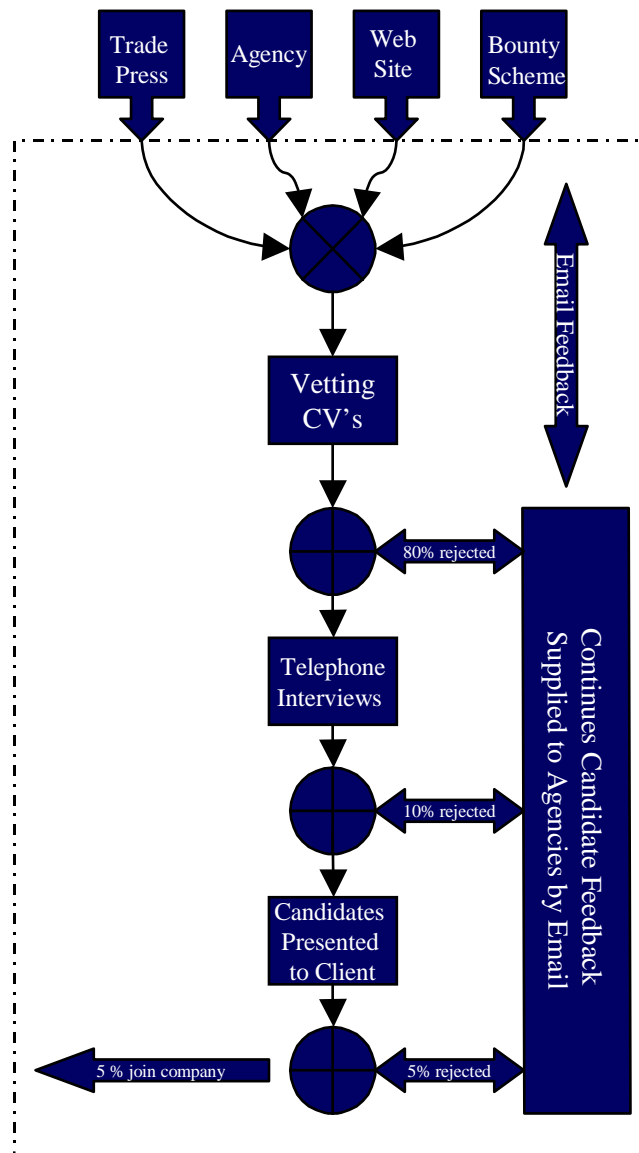 Trade
Press
Agency
Web
Site
Bounty
Scheme
Email Feedback
Vetting
CV's
80% rejected
Continues Candidate Feedback
Supplied to Agencies by Email
Telephone
Interviews
10% rejected
Candidates
Presented
to Client
5 % join company
5% rejected